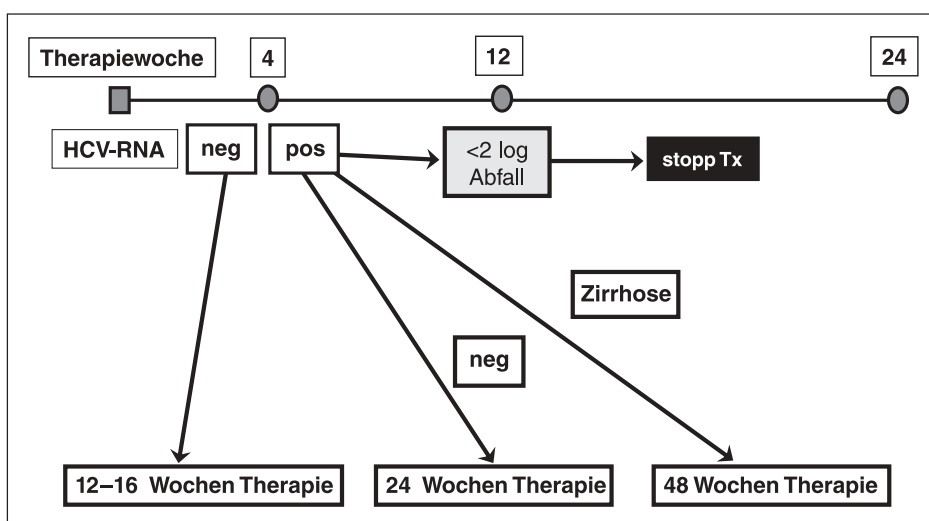 Therapiewoche
4
12
24
HCV-RNA
neg
pos
<2 log
Abfall
stopp Tx
Zirrhose
neg
12–16 Wochen Therapie
24 Wochen Therapie
48 Wochen Therapie